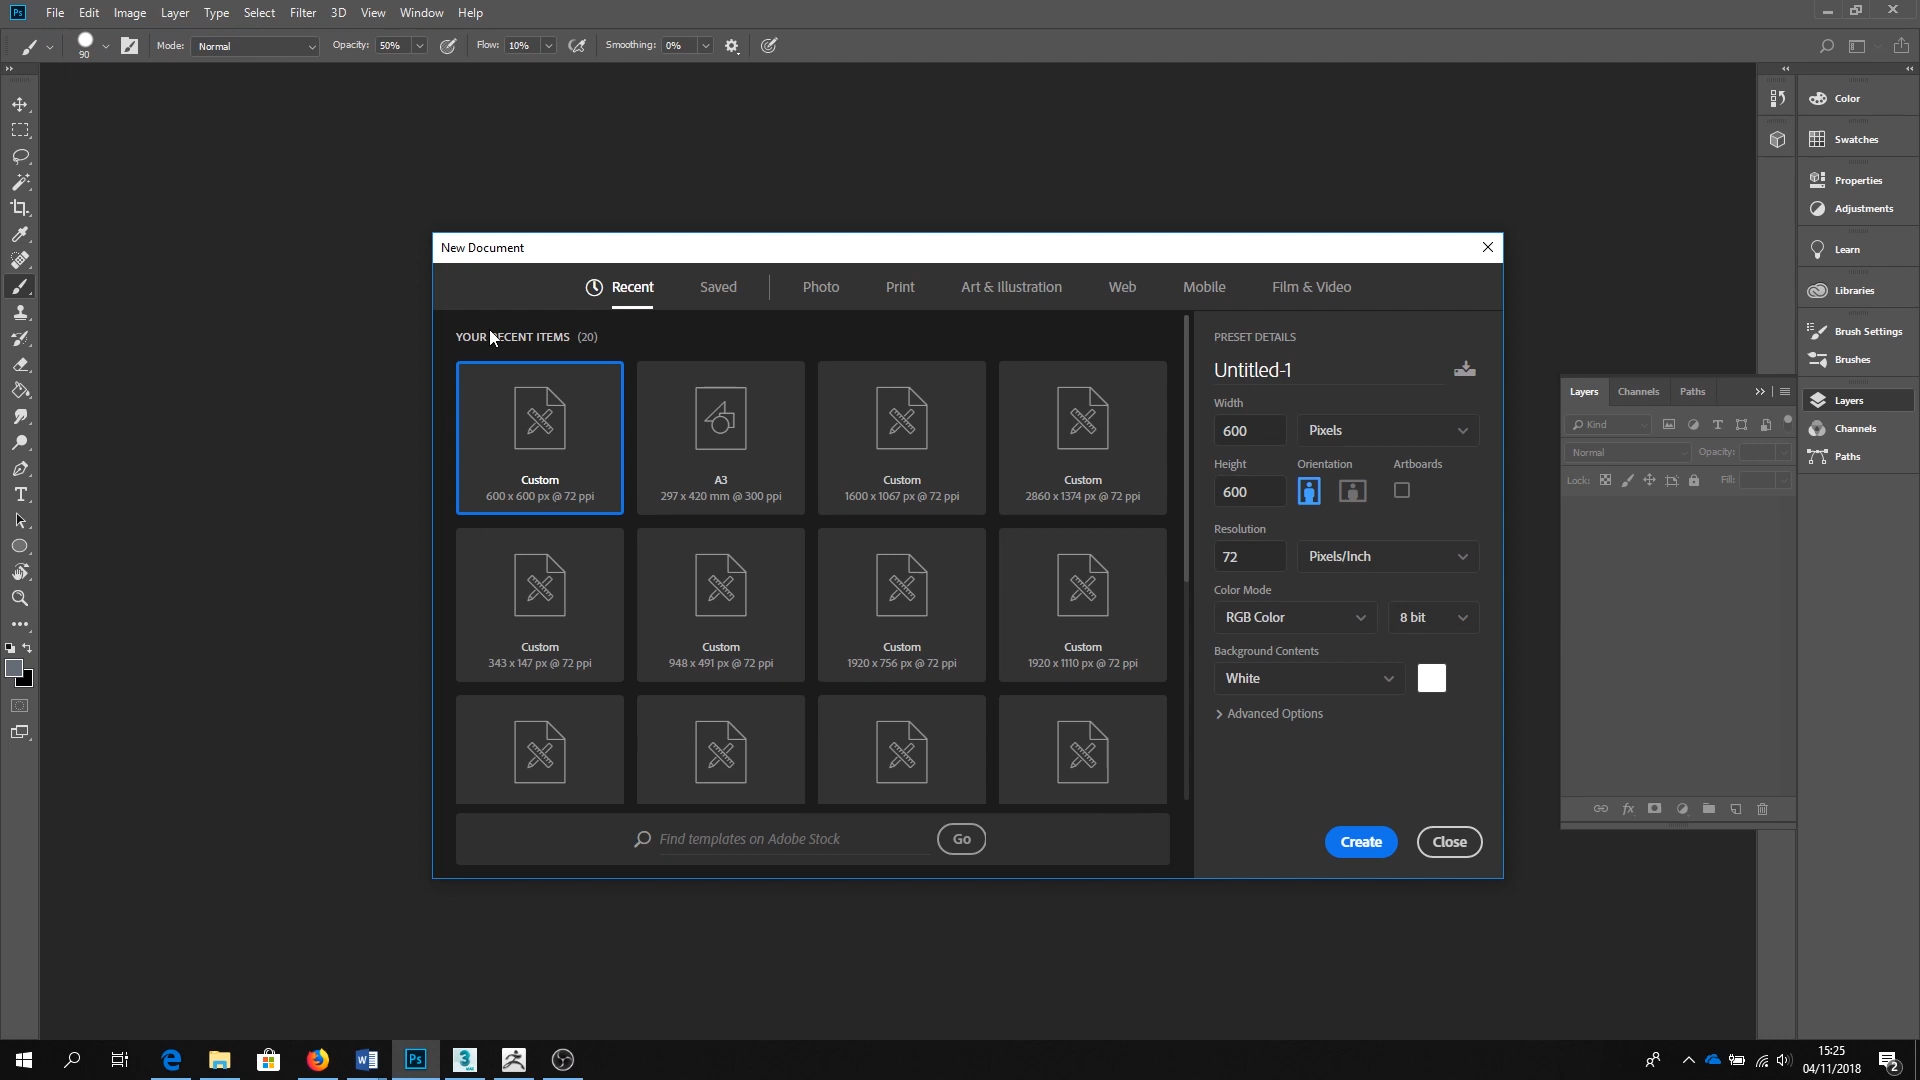 Ps File Edit Image Layer Type Select Filter 3D View Window Help
90 Mode: Normal Opacity: 50% Flow: 10% Smoothing: 0%
New Document
Recent Saved Photo Print Art & Illustration Web Mobile Film & Video
YOUR RECENT ITEMS (20)
Custom
600 x 600 px @ 72 ppi
A3
297 x 420 mm @ 300 ppi
Custom
1600 x 1067 px @ 72 ppi
Custom
2860 x 1374 px @ 72 ppi
Custom
343 x 147 px @ 72 ppi
Custom
948 x 491 px @ 72 ppi
Custom
1920 x 756 px @ 72 ppi
Custom
1920 x 1110 px @ 72 ppi
Find templates on Adobe Stock Go
PRESET DETAILS
Untitled-1
Width
600 Pixels
Height Orientation Artboards
600
Resolution
72 Pixels/Inch
Color Mode
RGB Color 8 bit
Background Contents
White
Advanced Options
Create Close
Color
Swatches
Properties
Adjustments
Learn
Libraries
Brush Settings
Brushes
Layers
Channels
Paths
Layers Channels Paths
Kind
Normal Opacity:
Lock: Fill:
T
W Ps 3
15:25
04/11/2018
2